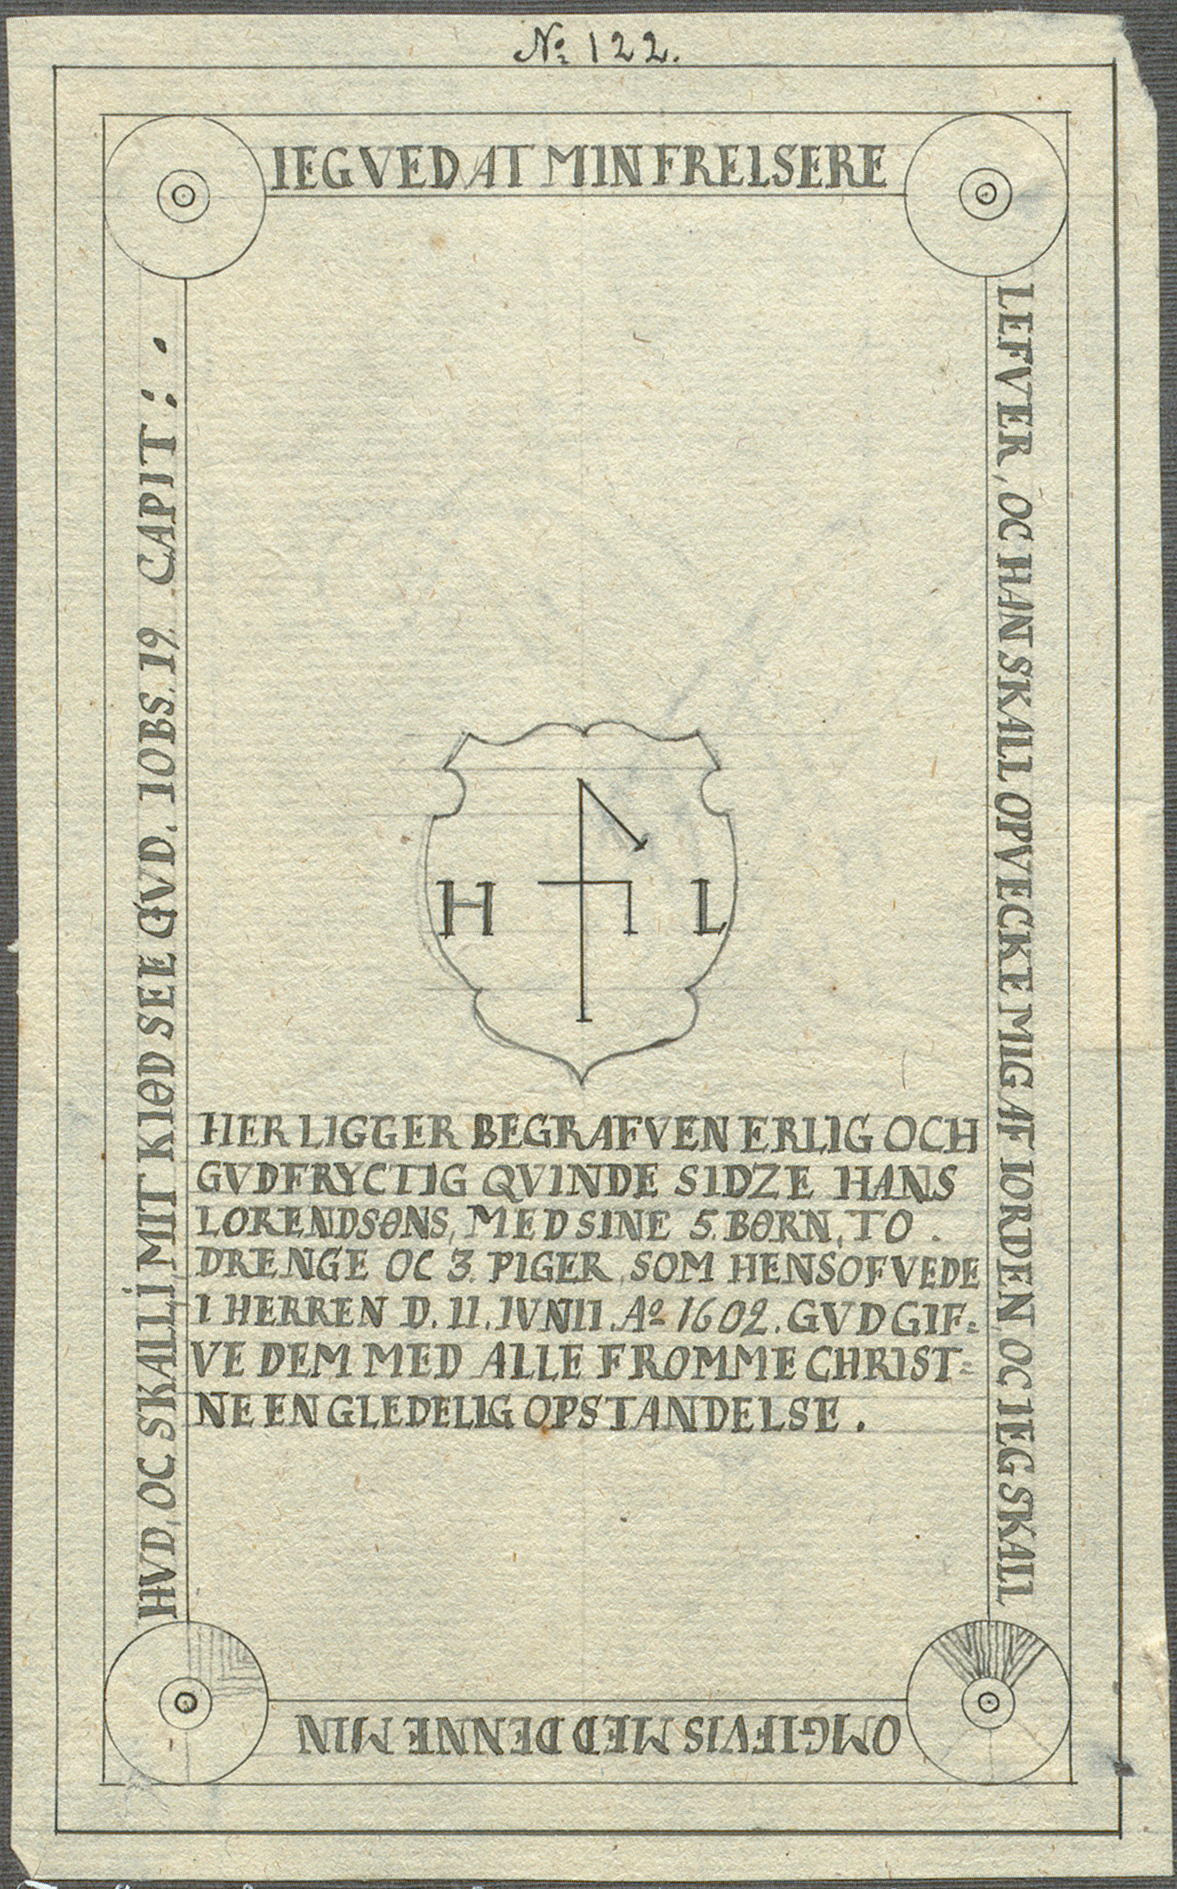 No 122.
IEG VED AT MIN FRELSERE
LEFVER, OC HAN SKALL OPVECKE MIG AF IORDEN OC IEG SKALL
OMGIFVIS MED DENNE MIN
HVD, OC SKALL I MIT KIØD SEE GVD. IOBS. 19. CAPIT:.
H L
HER LIGGER BEGRAFVEN ERLIG OCH
GVDFRYCTIG QVINDE SIDZE HANS
LORENDSØNS, MED SINE 5. BØRN, TO.
DRENGE OC 3. PIGER, SOM HENSOFVEDE
I HERREN D. 11. IVNII. Ao 1602. GVD GIF=
VE DEM MED ALLE FROMME CHRIST=
NE EN GLEDELIG OPSTANDELSE.